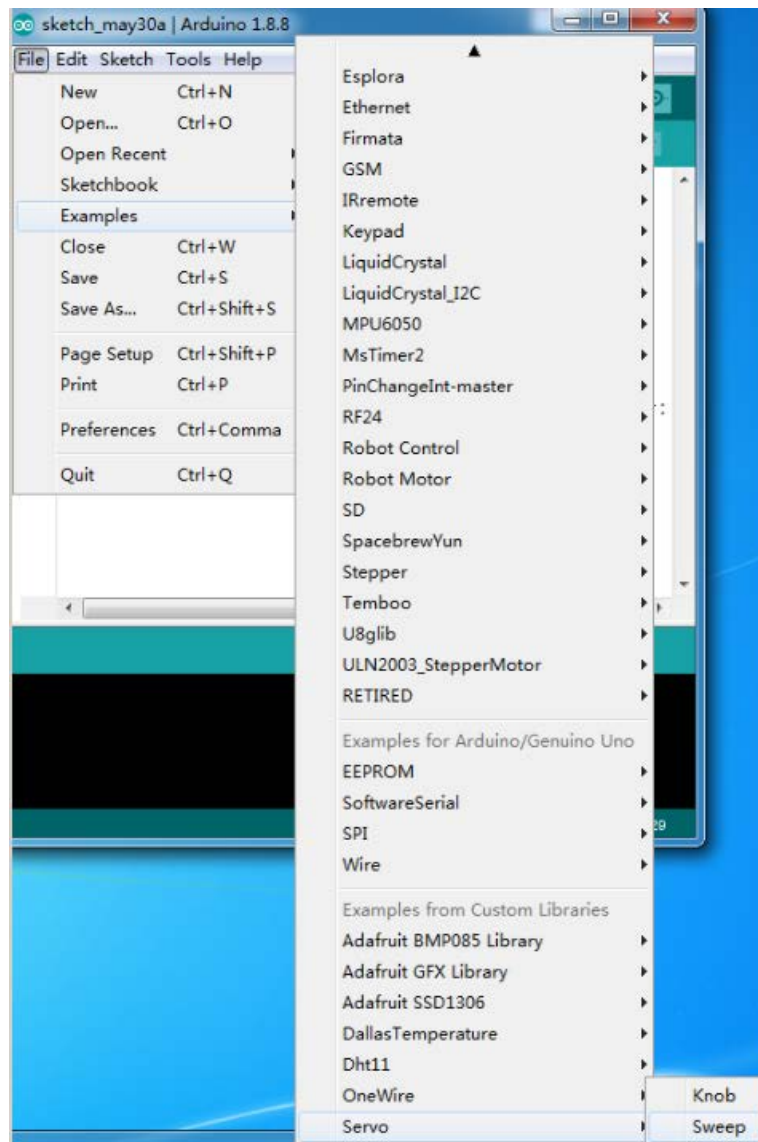 sketch_may30a | Arduino 1.8.8
File Edit Sketch Tools Help
New Ctrl+N
Open... Ctrl+O
Open Recent
Sketchbook
Examples
Close Ctrl+W
Save Ctrl+S
Save As... Ctrl+Shift+S
Page Setup Ctrl+Shift+P
Print Ctrl+P
Preferences Ctrl+Comma
Quit Ctrl+Q
Esplora
Ethernet
Firmata
GSM
IRremote
Keypad
LiquidCrystal
LiquidCrystal_I2C
MPU6050
MsTimer2
PinChangeInt-master
RF24
Robot Control
Robot Motor
SD
SpacebrewYun
Stepper
Temboo
U8glib
ULN2003_StepperMotor
RETIRED
Examples for Arduino/Genuino Uno
EEPROM
SoftwareSerial
SPI
Wire
Examples from Custom Libraries
Adafruit BMP085 Library
Adafruit GFX Library
Adafruit SSD1306
DallasTemperature
Dht11
OneWire
Servo
Knob
Sweep